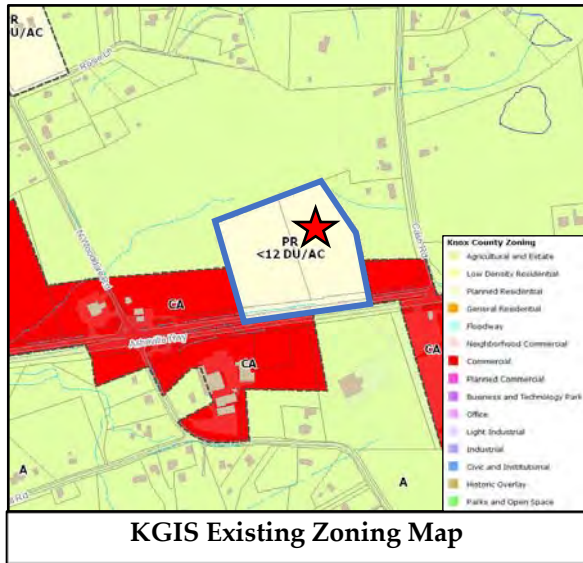 R
U/AC
PR
<12 DU/AC
CA
Asheville Hwy
CA
CA
A
A
Knox County Zoning
Agricultural and Estate
Low Density Residential
Planned Residential
General Residential
Floodway
Neighborhood Commercial
Commercial
Planned Commercial
Business and Technology Park
Office
Light Industrial
Industrial
Civic and Institutional
Historic Overlay
Parks and Open Space
KGIS Existing Zoning Map